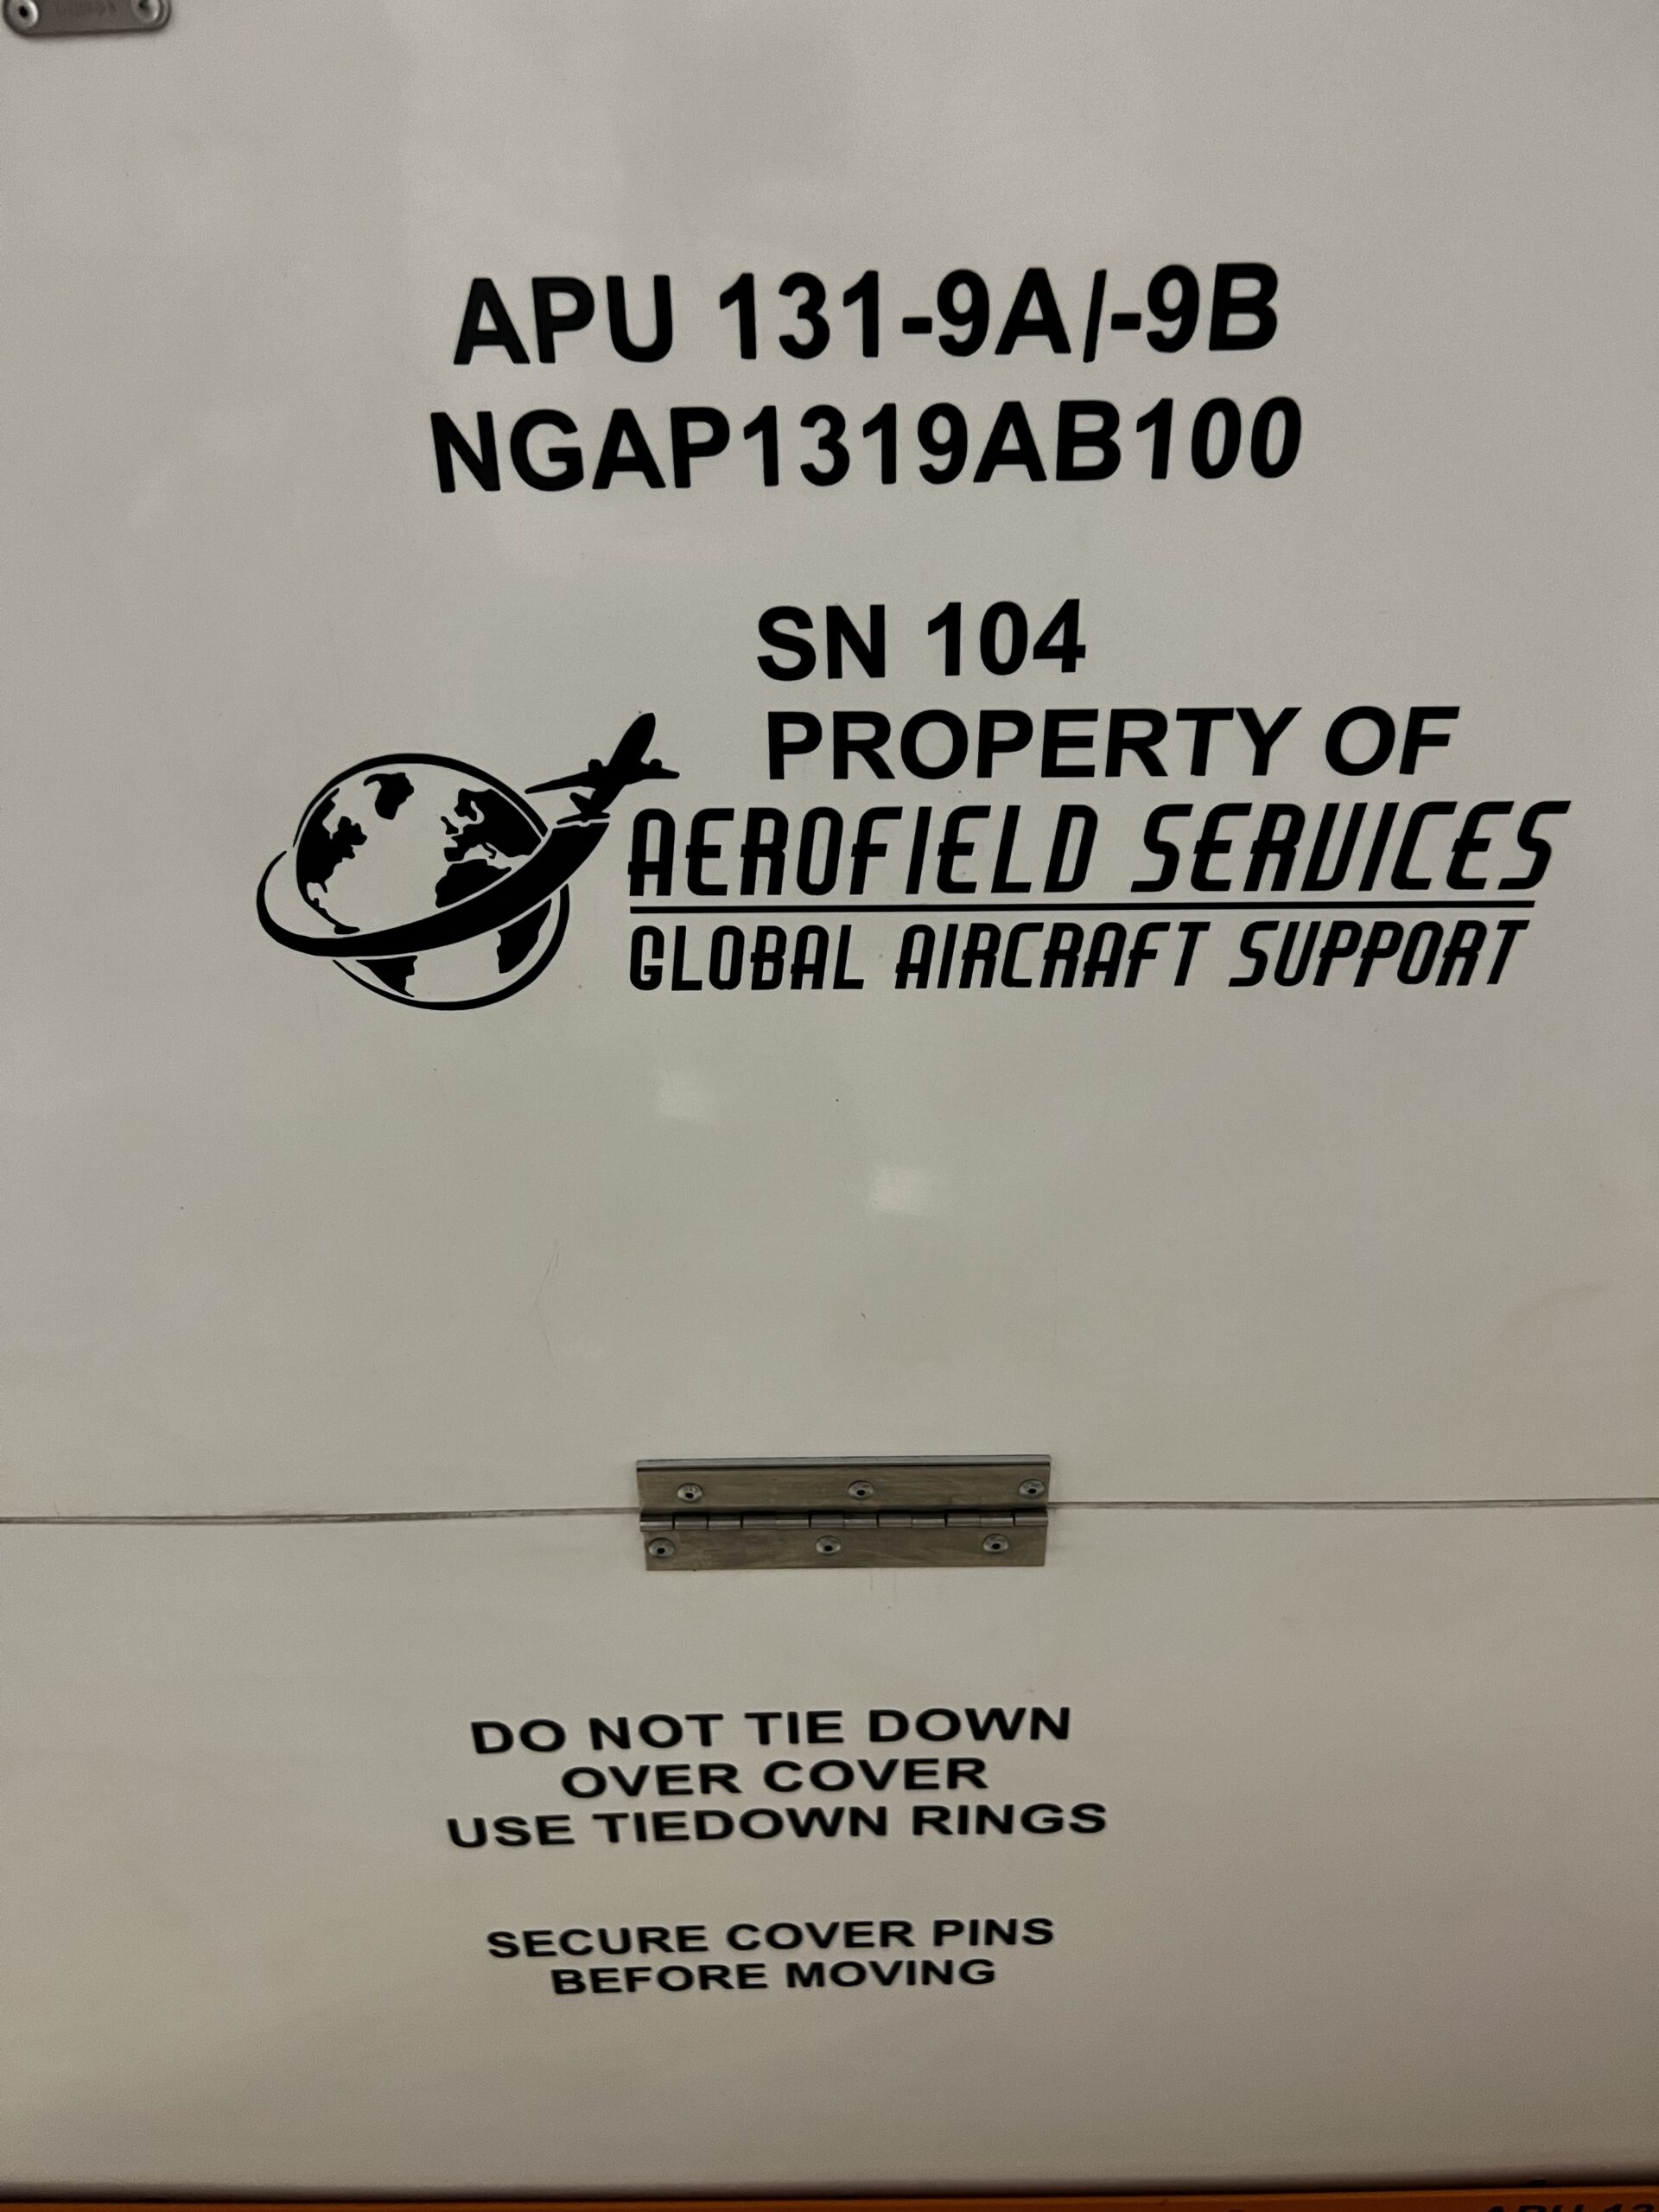 APU 131-9A/-9B
NGAP1319AB100
SN 104
PROPERTY OF
AEROFIELD SERVICES
GLOBAL AIRCRAFT SUPPORT
DO NOT TIE DOWN
OVER COVER
USE TIEDOWN RINGS
SECURE COVER PINS
BEFORE MOVING